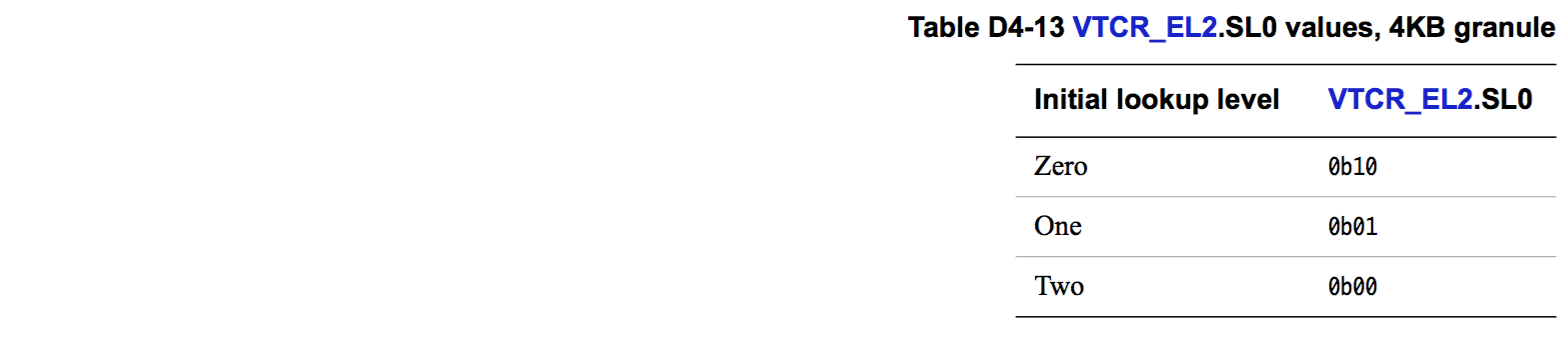 Table D4-13 VTCR_EL2.SL0 values, 4KB granule
Initial lookup level VTCR_EL2.SL0
Zero 0b10
One 0b01
Two 0b00